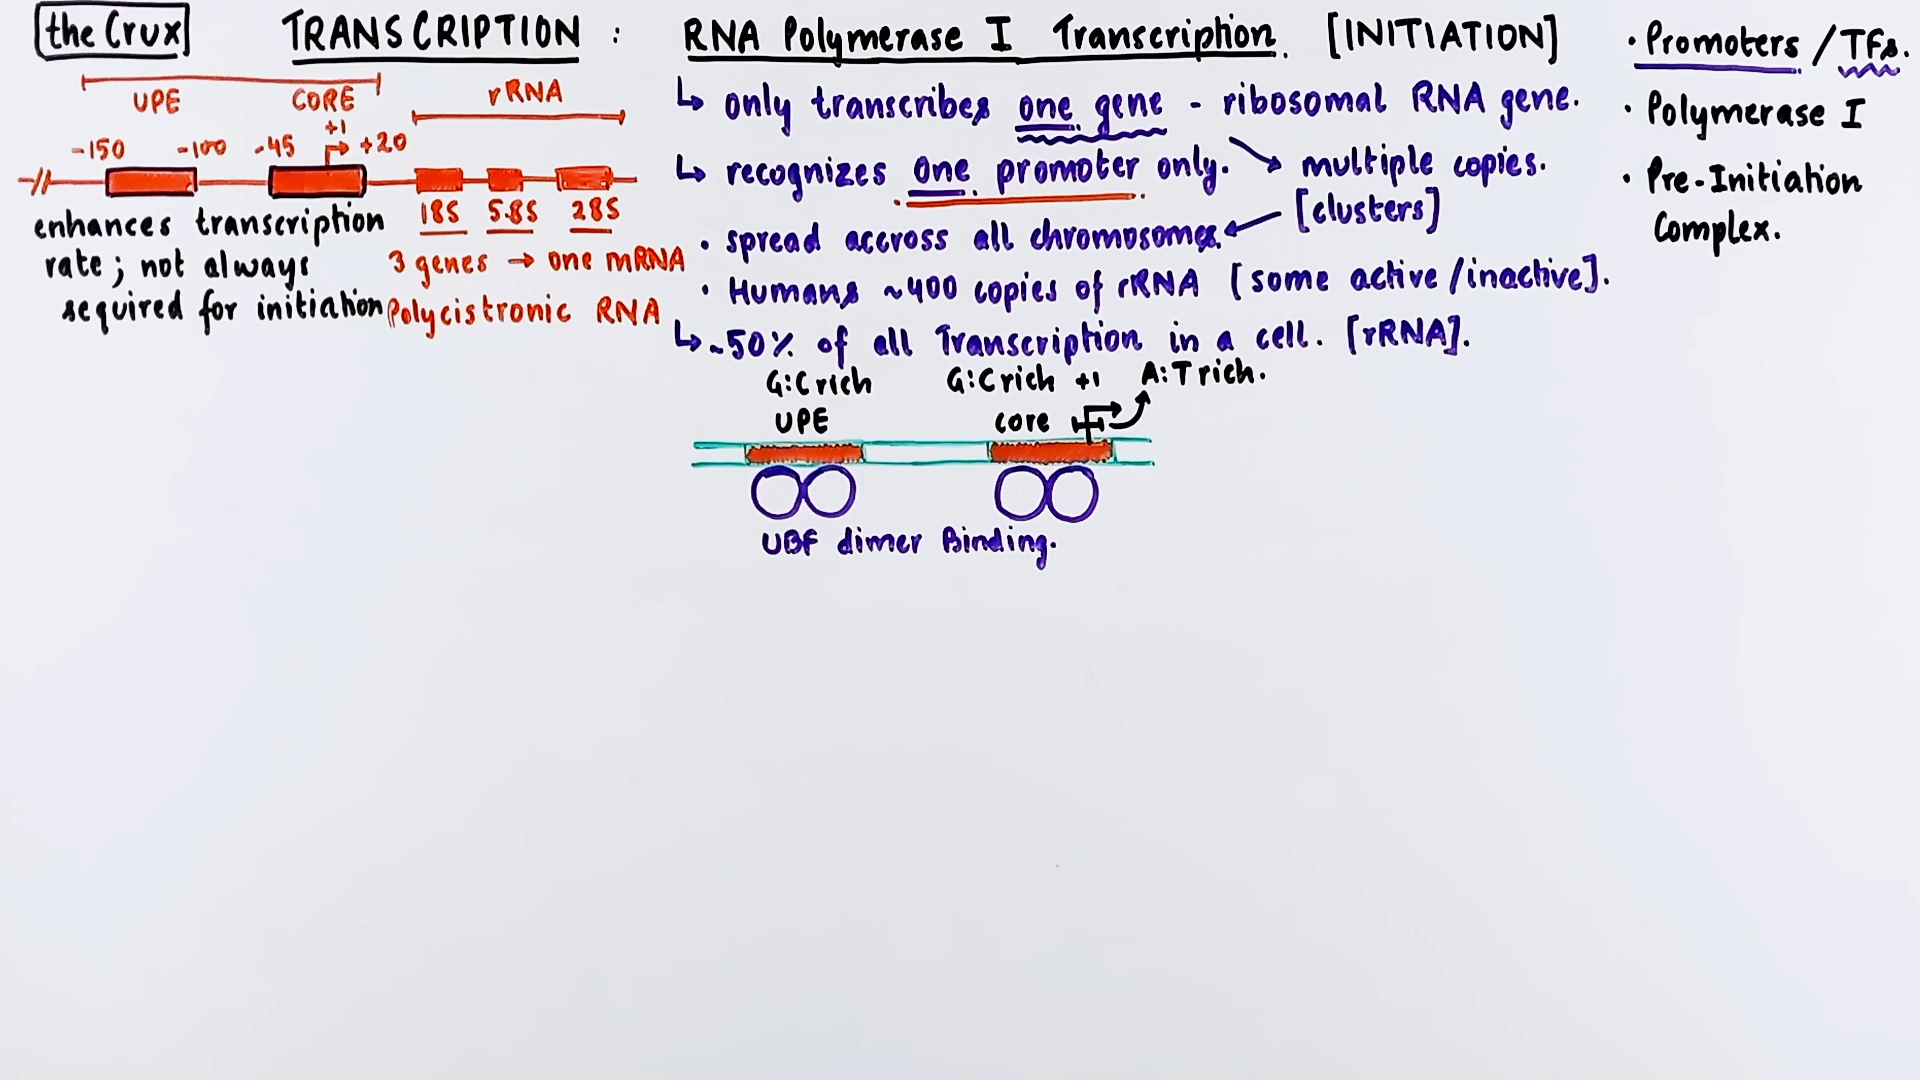 the Crux
TRANSCRIPTION : RNA Polymerase I Transcription. [INITIATION]
UPE CORE rRNA
+1
-150 -100 -45 +20
18S 5.8S 28S
enhances transcription
rate; not always
required for initiation
3 genes → one mRNA
Polycistronic RNA
↳ only transcribes one gene - ribosomal RNA gene.
↳ recognizes one promoter only. multiple copies.
[clusters]
• spread accross all chromosomes.
• Humans ~400 copies of rRNA [some active/inactive].
↳ ~50% of all Transcription in a cell. [rRNA].
G:C rich G:C rich +1 A:T rich.
UPE core
UBF dimer Binding.
• Promoters / TFs.
• Polymerase I
• Pre-Initiation
Complex.